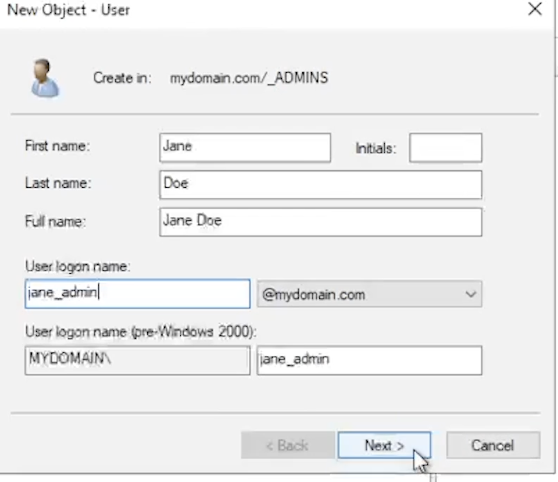 New Object - User
Create in: mydomain.com/_ADMINS
First name: Jane Initials:
Last name: Doe
Full name: Jane Doe
User logon name:
jane_admin @mydomain.com
User logon name (pre-Windows 2000):
MYDOMAIN\ jane_admin
< Back Next > Cancel